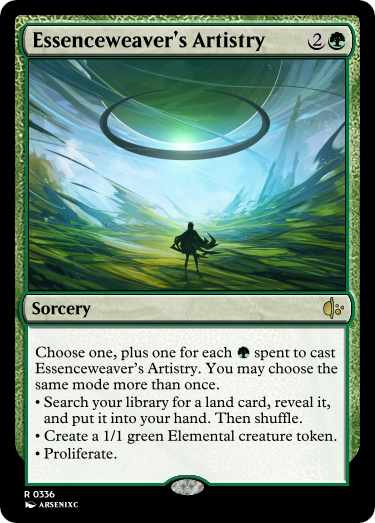 Essenceweaver's Artistry 2
Sorcery
Choose one, plus one for each spent to cast
Essenceweaver's Artistry. You may choose the
same mode more than once.
• Search your library for a land card, reveal it,
and put it into your hand. Then shuffle.
• Create a 1/1 green Elemental creature token.
• Proliferate.
R 0336
ARSENIXC